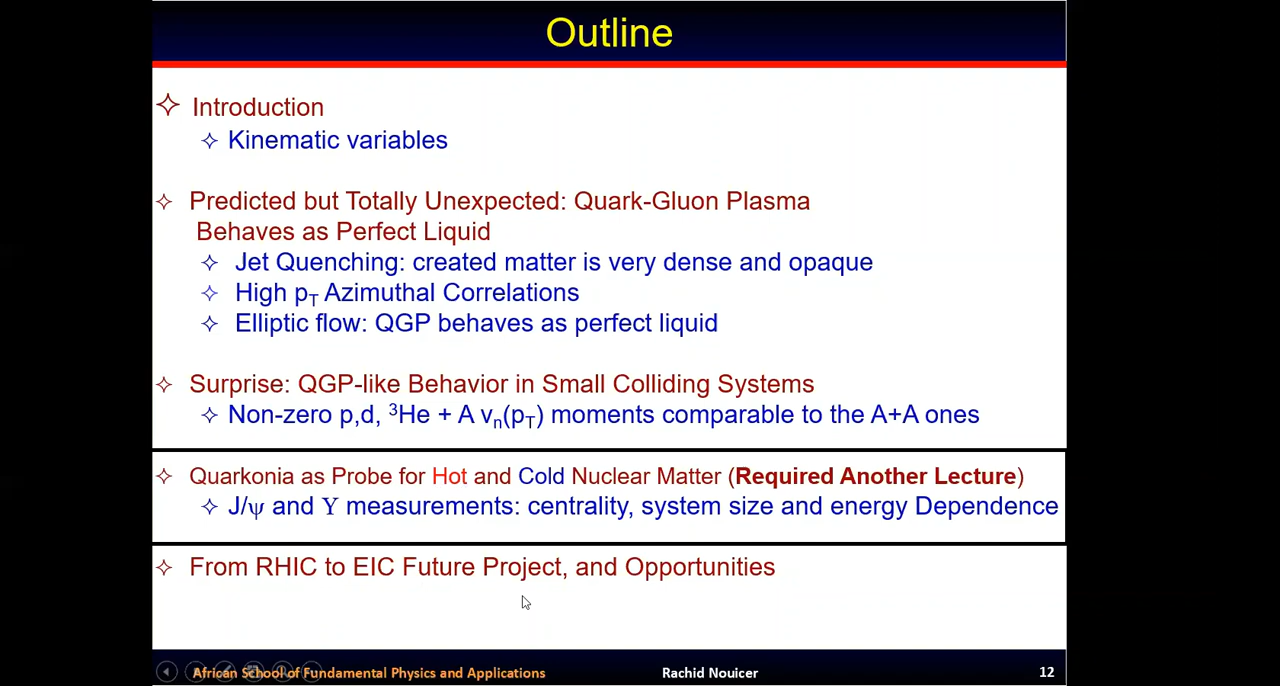 Outline
✧ Introduction
✧ Kinematic variables
✧ Predicted but Totally Unexpected: Quark-Gluon Plasma
Behaves as Perfect Liquid
✧ Jet Quenching: created matter is very dense and opaque
✧ High pT Azimuthal Correlations
✧ Elliptic flow: QGP behaves as perfect liquid
✧ Surprise: QGP-like Behavior in Small Colliding Systems
✧ Non-zero p,d, ³He + A vn(pT) moments comparable to the A+A ones
✧ Quarkonia as Probe for Hot and Cold Nuclear Matter (Required Another Lecture)
✧ J/ψ and ϒ measurements: centrality, system size and energy Dependence
✧ From RHIC to EIC Future Project, and Opportunities
African School of Fundamental Physics and Applications
Rachid Nouicer
12